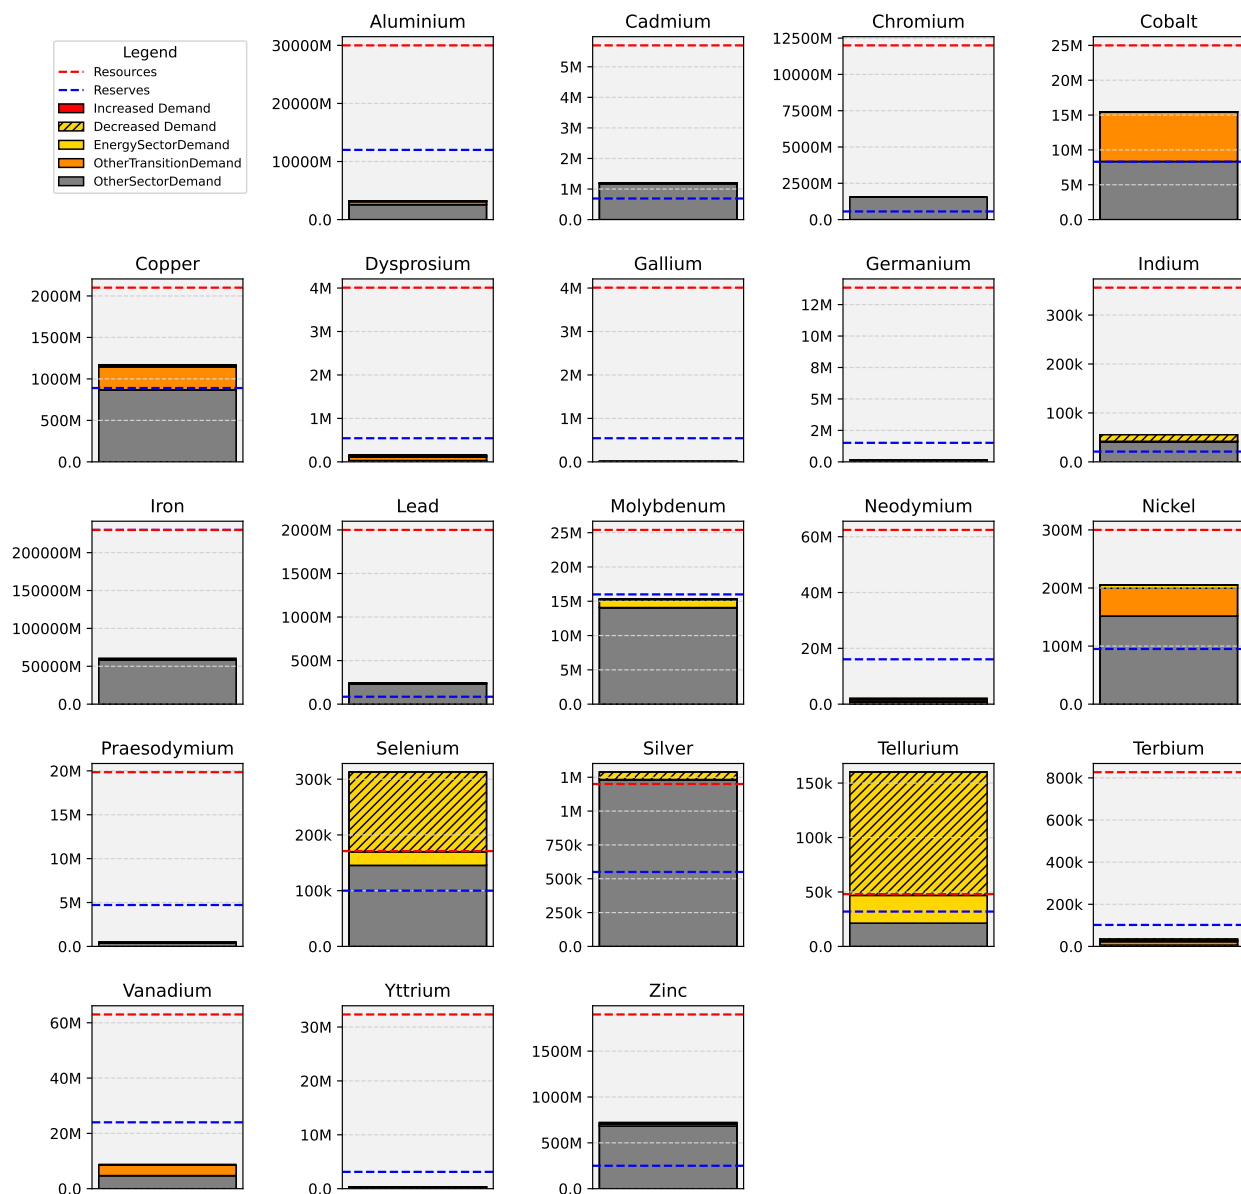 Legend
Resources
Reserves
Increased Demand
Decreased Demand
EnergySectorDemand
OtherTransitionDemand
OtherSectorDemand
Aluminium
30000M
20000M
10000M
0.0
Cadmium
5M
4M
3M
2M
1M
0.0
Chromium
12500M
10000M
7500M
5000M
2500M
0.0
Cobalt
25M
20M
15M
10M
5M
0.0
Copper
2000M
1500M
1000M
500M
0.0
Dysprosium
4M
3M
2M
1M
0.0
Gallium
4M
3M
2M
1M
0.0
Germanium
12M
10M
8M
5M
2M
0.0
Indium
300k
200k
100k
0.0
Iron
200000M
150000M
100000M
50000M
0.0
Lead
2000M
1500M
1000M
500M
0.0
Molybdenum
25M
20M
15M
10M
5M
0.0
Neodymium
60M
40M
20M
0.0
Nickel
300M
200M
100M
0.0
Praesodymium
20M
15M
10M
5M
0.0
Selenium
300k
200k
100k
0.0
Silver
1M
1M
750k
500k
250k
0.0
Tellurium
150k
100k
50k
0.0
Terbium
800k
600k
400k
200k
0.0
Vanadium
60M
40M
20M
0.0
Yttrium
30M
20M
10M
0.0
Zinc
1500M
1000M
500M
0.0